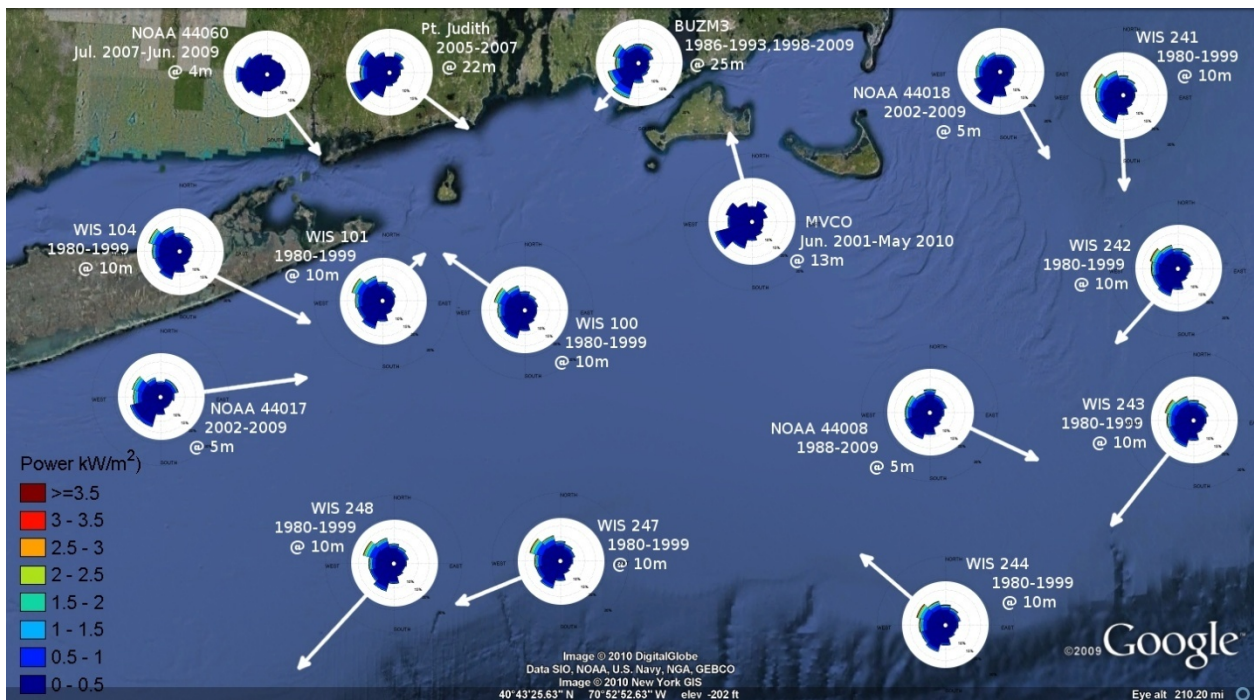 NOAA 44060
Jul. 2007-Jun. 2009
@ 4m
Pt. Judith
2005-2007
@ 22m
BUZM3
1986-1993,1998-2009
@ 25m
NOAA 44018
2002-2009
@ 5m
WIS 241
1980-1999
@ 10m
WIS 104
1980-1999
@ 10m
WIS 101
1980-1999
@ 10m
WIS 100
1980-1999
@ 10m
MVCO
Jun. 2001-May 2010
@ 13m
WIS 242
1980-1999
@ 10m
NOAA 44017
2002-2009
@ 5m
NOAA 44008
1988-2009
@ 5m
WIS 243
1980-1999
@ 10m
Power kW/m²)
>=3.5
3 - 3.5
2.5 - 3
2 - 2.5
1.5 - 2
1 - 1.5
0.5 - 1
0 - 0.5
WIS 248
1980-1999
@ 10m
WIS 247
1980-1999
@ 10m
WIS 244
1980-1999
@ 10m
©2009 Google™
Image © 2010 DigitalGlobe
Data SIO, NOAA, U.S. Navy, NGA, GEBCO
Image © 2010 New York GIS
40°43'25.63" N 70°52'52.63" W elev -202 ft
Eye alt 210.20 mi